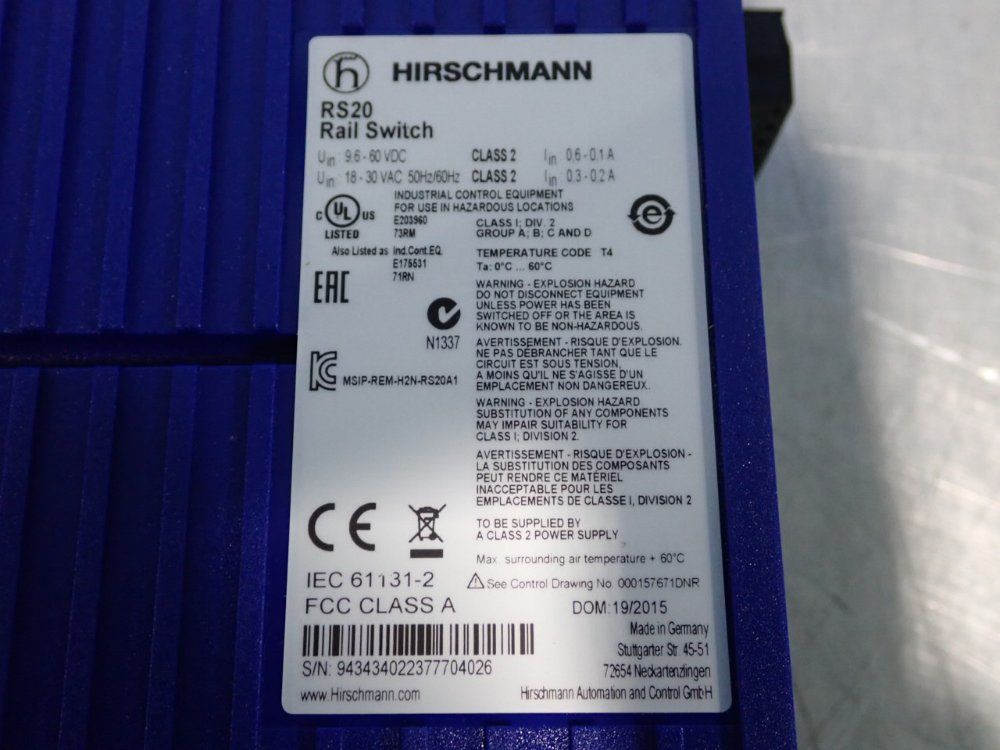 HIRSCHMANN
RS20
Rail Switch
Uin 9.6 - 60 VDC CLASS 2 Iin 0.6 - 0.1 A
Uin 18 - 30 VAC 50Hz/60Hz CLASS 2 Iin 0.3 - 0.2 A
INDUSTRIAL CONTROL EQUIPMENT
FOR USE IN HAZARDOUS LOCATIONS
C UL US
LISTED
E203960
73RM
CLASS I; DIV. 2
GROUP A; B; C AND D
e
Also Listed as Ind.Cont.EQ.
E175531
71RN
TEMPERATURE CODE T4
Ta: 0°C ... 60°C
EAC
N1337
WARNING - EXPLOSION HAZARD
DO NOT DISCONNECT EQUIPMENT
UNLESS POWER HAS BEEN
SWITCHED OFF OR THE AREA IS
KNOWN TO BE NON-HAZARDOUS.
AVERTISSEMENT - RISQUE D'EXPLOSION.
NE PAS DÉBRANCHER TANT QUE LE
CIRCUIT EST SOUS TENSION,
A MOINS QU'IL NE S'AGISSE D'UN
EMPLACEMENT NON DANGEREUX.
MSIP-REM-H2N-RS20A1
WARNING - EXPLOSION HAZARD
SUBSTITUTION OF ANY COMPONENTS
MAY IMPAIR SUITABILITY FOR
CLASS I; DIVISION 2.
AVERTISSEMENT - RISQUE D'EXPLOSION -
LA SUBSTITUTION DES COMPOSANTS
PEUT RENDRE CE MATÉRIEL
INACCEPTABLE POUR LES
EMPLACEMENTS DE CLASSE I, DIVISION 2
CE
TO BE SUPPLIED BY
A CLASS 2 POWER SUPPLY
Max. surrounding air temperature + 60°C
IEC 61131-2
See Control Drawing No. 000157671DNR
FCC CLASS A
DOM: 19/2015
Made in Germany
Stuttgarter Str. 45-51
72654 Neckartenzlingen
Hirschmann Automation and Control GmbH
S/N: 943434022377704026
www.Hirschmann.com